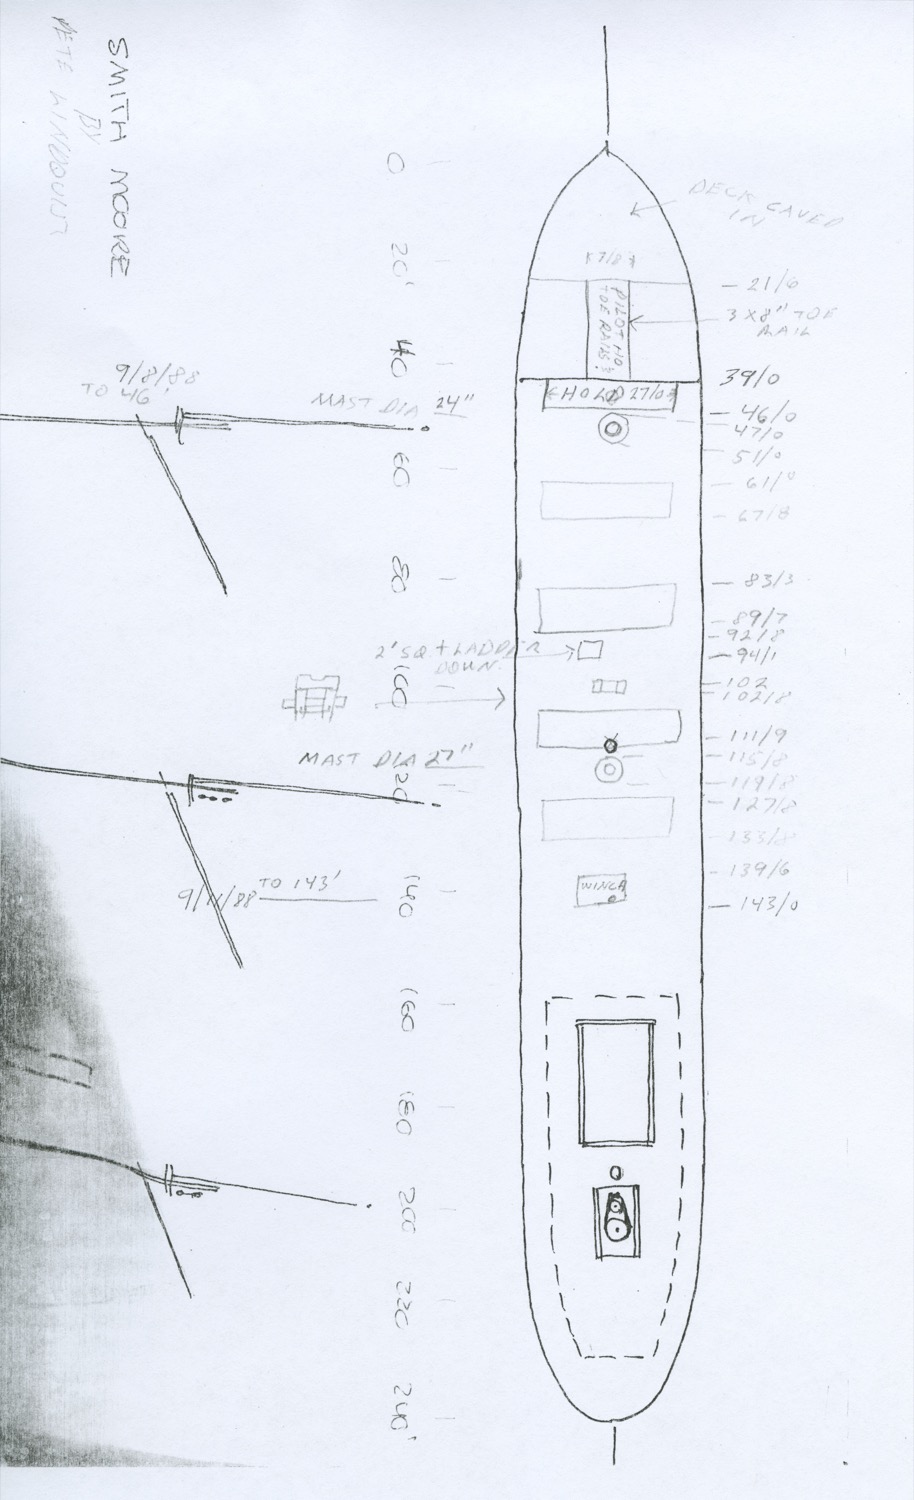 SMITH MOORE
BY
PETE WINDQUIST
0
20'
40
60
80
100
120
140
160
180
200
220
240'
DECK CAVED
IN
K7/8
PILOT HO
TOE RAILS
3 X8" TOE
RAIL
HOLD 27/0
21/6
39/0
46/0
47/0
51/0
61/0
67/8
83/3
89/7
92/8
94/1
102
102/8
111/9
115/8
119/8
127/8
133/8
139/6
143/0
9/8/88
TO 46'
MAST DIA 24"
2' SQ + LADDER
DOWN.
MAST DIA 27"
9/11/88 TO 143'
WINCH